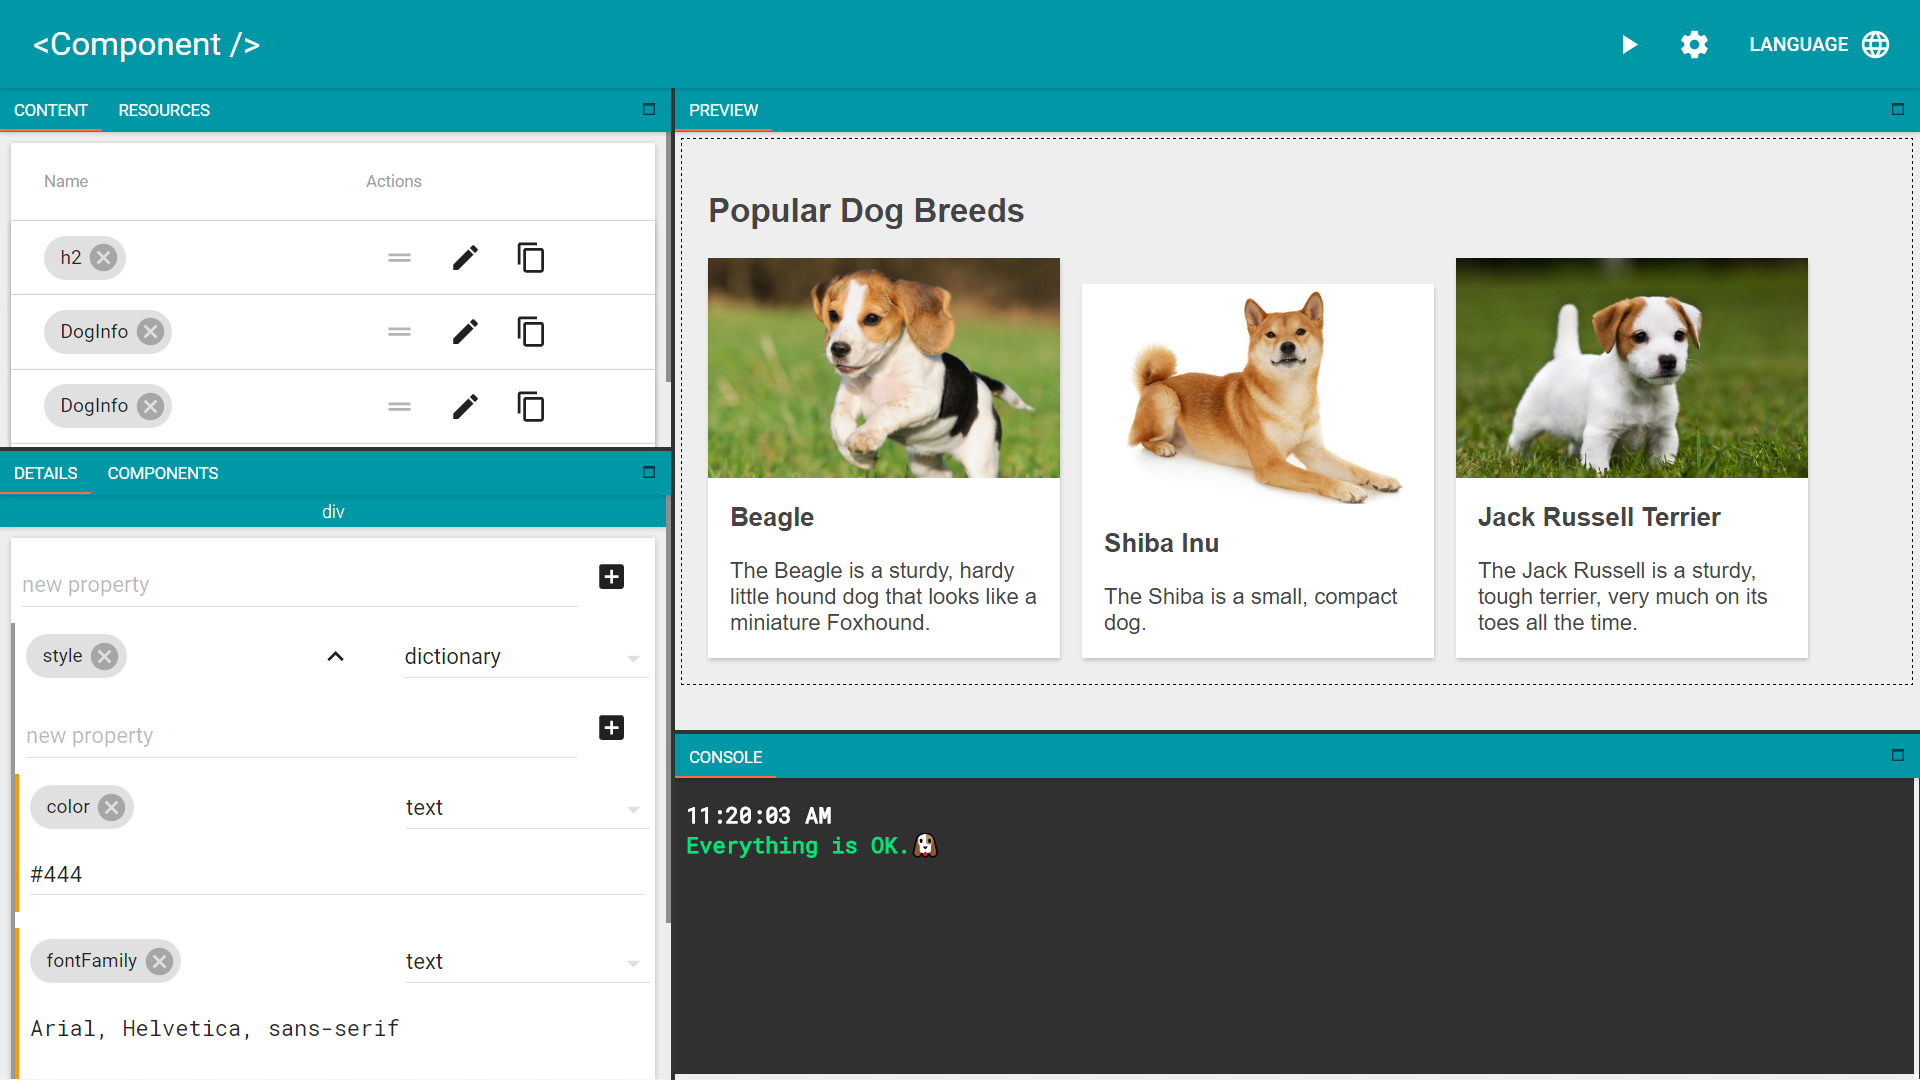 <Component />
LANGUAGE
CONTENT RESOURCES
Name Actions
h2
DogInfo
DogInfo
DETAILS COMPONENTS
div
new property
style dictionary
new property
color text
#444
fontFamily text
Arial, Helvetica, sans-serif
PREVIEW
Popular Dog Breeds
Beagle
The Beagle is a sturdy, hardy
little hound dog that looks like a
miniature Foxhound.
Shiba Inu
The Shiba is a small, compact
dog.
Jack Russell Terrier
The Jack Russell is a sturdy,
tough terrier, very much on its
toes all the time.
CONSOLE
11:20:03 AM
Everything is OK.